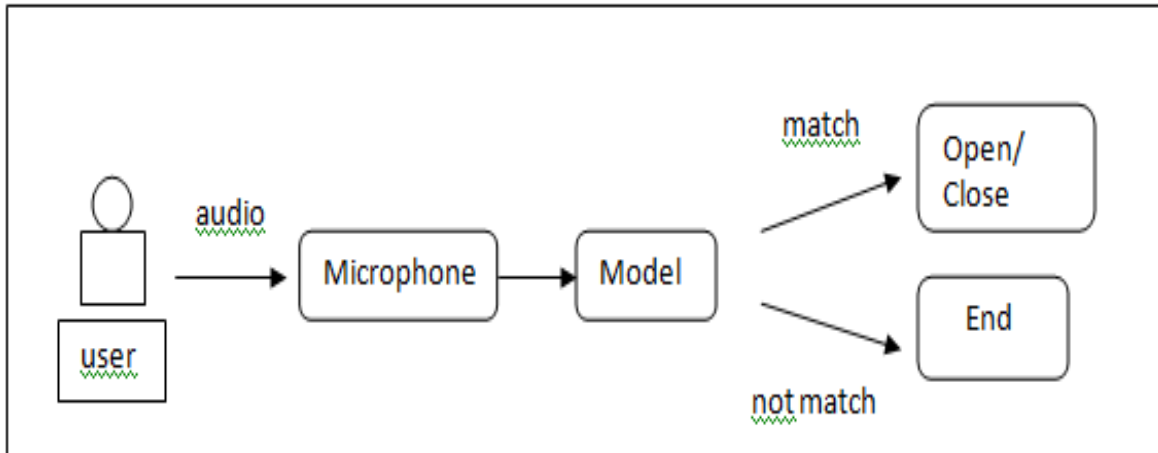 match
Open/
Close
audio
Microphone
Model
End
user
not match